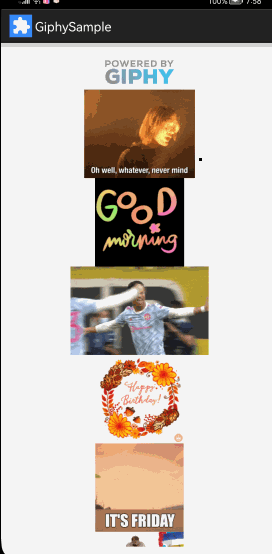 100% 7:58
GiphySample
POWERED BY
GIPHY
Oh well, whatever, never mind
GOOD
morning
Happy
Birthday!
IT'S FRIDAY